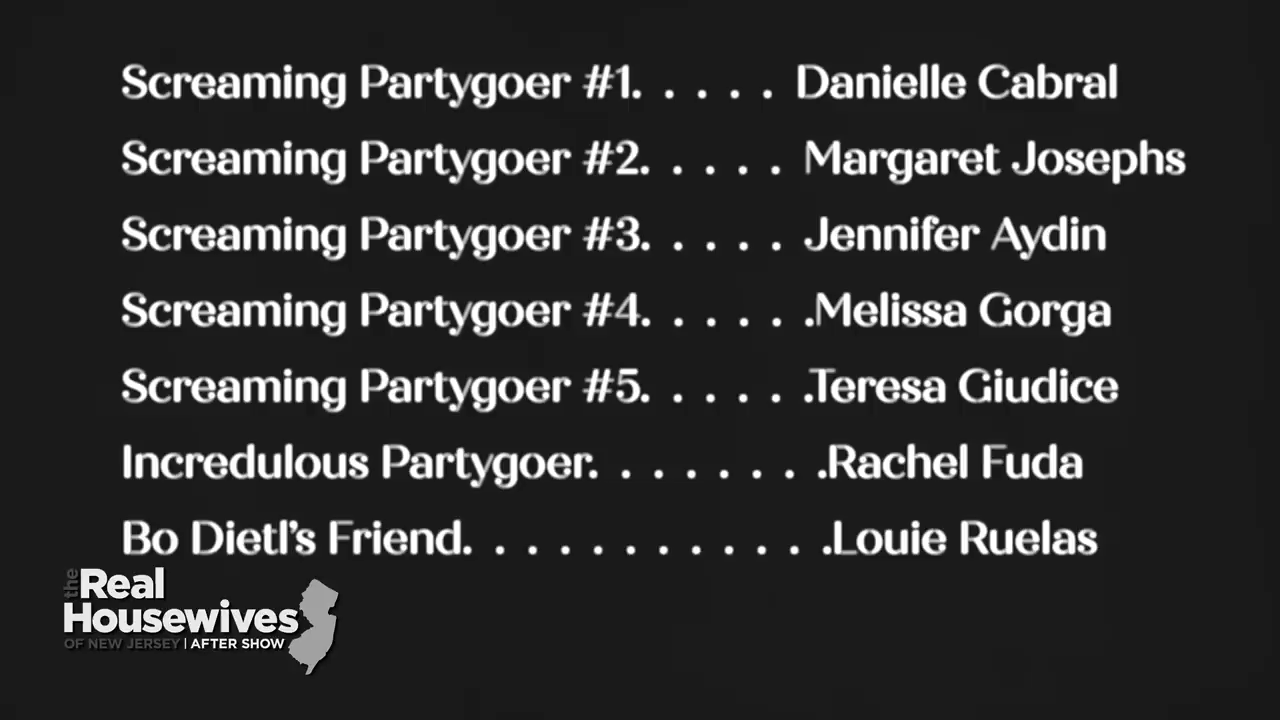 Screaming Partygoer #1. . . . . Danielle Cabral
Screaming Partygoer #2. . . . . Margaret Josephs
Screaming Partygoer #3. . . . . Jennifer Aydin
Screaming Partygoer #4. . . . . .Melissa Gorga
Screaming Partygoer #5. . . . . .Teresa Giudice
Incredulous Partygoer. . . . . . . .Rachel Fuda
Bo Dietl's Friend. . . . . . . . . . . .Louie Ruelas
the Real
Housewives
OF NEW JERSEY | AFTER SHOW